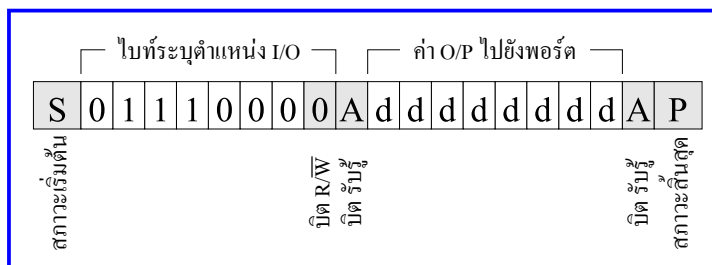 ไบท์ระบุตำแหน่ง I/O
ค่า O/P ไปยังพอร์ต
S 0 1 1 1 0 0 0 0 A d d d d d d d d A P
สภาวะเริ่มต้น
บิต R/W̅
บิต รับรู้
บิต รับรู้
สภาวะสิ้นสุด